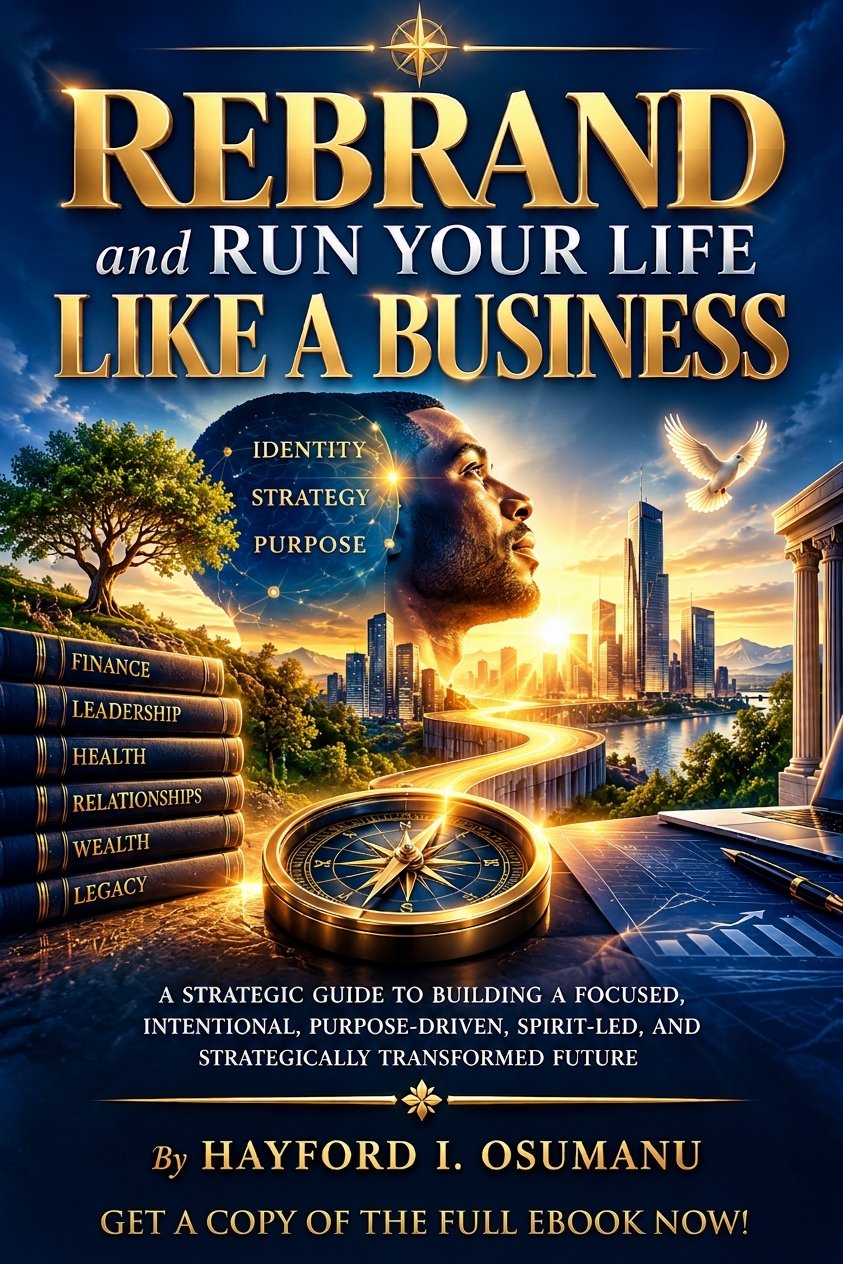 REBRAND
and RUN YOUR LIFE
LIKE A BUSINESS
IDENTITY
STRATEGY
PURPOSE
FINANCE
LEADERSHIP
HEALTH
RELATIONSHIPS
WEALTH
LEGACY
N
S
A STRATEGIC GUIDE TO BUILDING A FOCUSED,
INTENTIONAL, PURPOSE-DRIVEN, SPIRIT-LED, AND
STRATEGICALLY TRANSFORMED FUTURE
By HAYFORD I. OSUMANU
GET A COPY OF THE FULL EBOOK NOW!